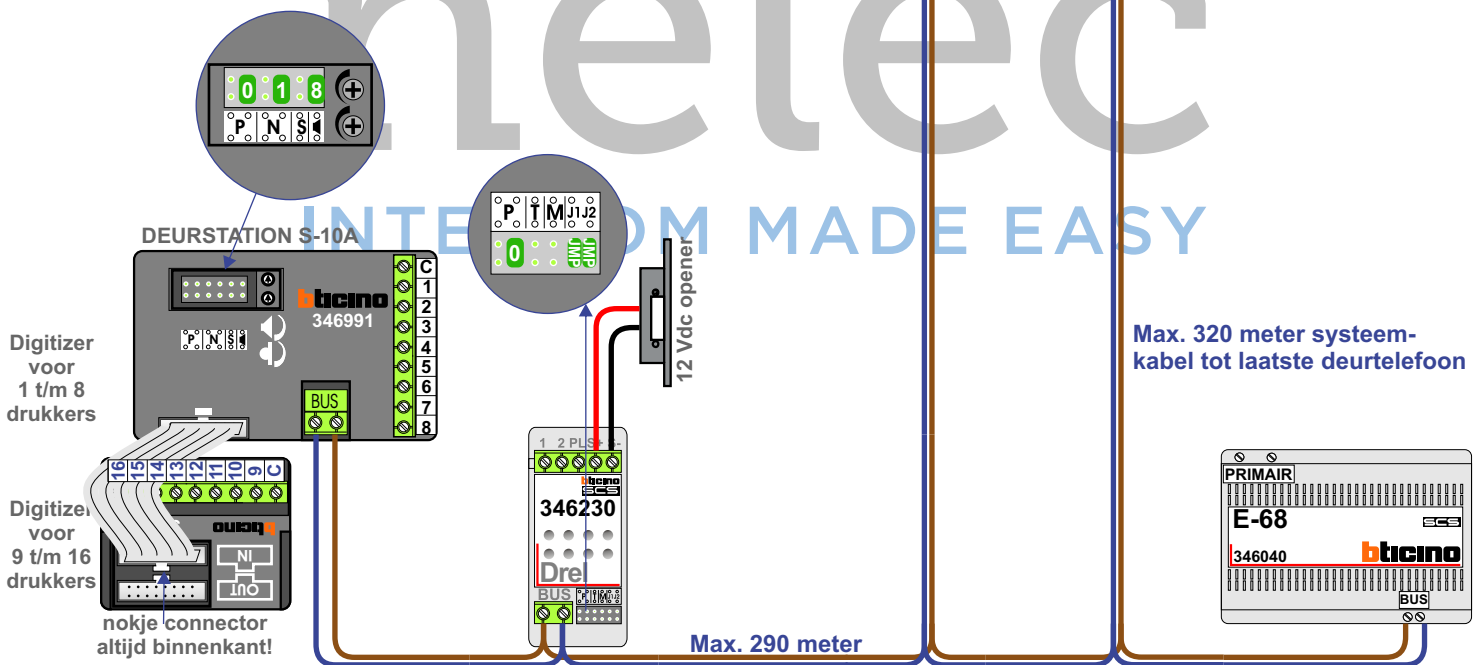 nelec
INTERCOM MADE EASY
0 1 8
P N S
P T M J1 J2
0 JMP JMP
DEURSTATION S-10A
bticino
346991
P N S
C
1
2
3
4
5
6
7
8
BUS
Digitizer
voor
1 t/m 8
drukkers
12 Vdc opener
Max. 320 meter systeem-
kabel tot laatste deurtelefoon
16 15 14 13 12 11 10 9 C
bticino
IN
OUT
Digitizer
voor
9 t/m 16
drukkers
nokje connector
altijd binnenkant!
1 2 PL S+ S-
bticino
SCS
346230
Drel
BUS
P T M J1 J2
Max. 290 meter
PRIMAIR
E-68
SCS
346040
bticino
BUS